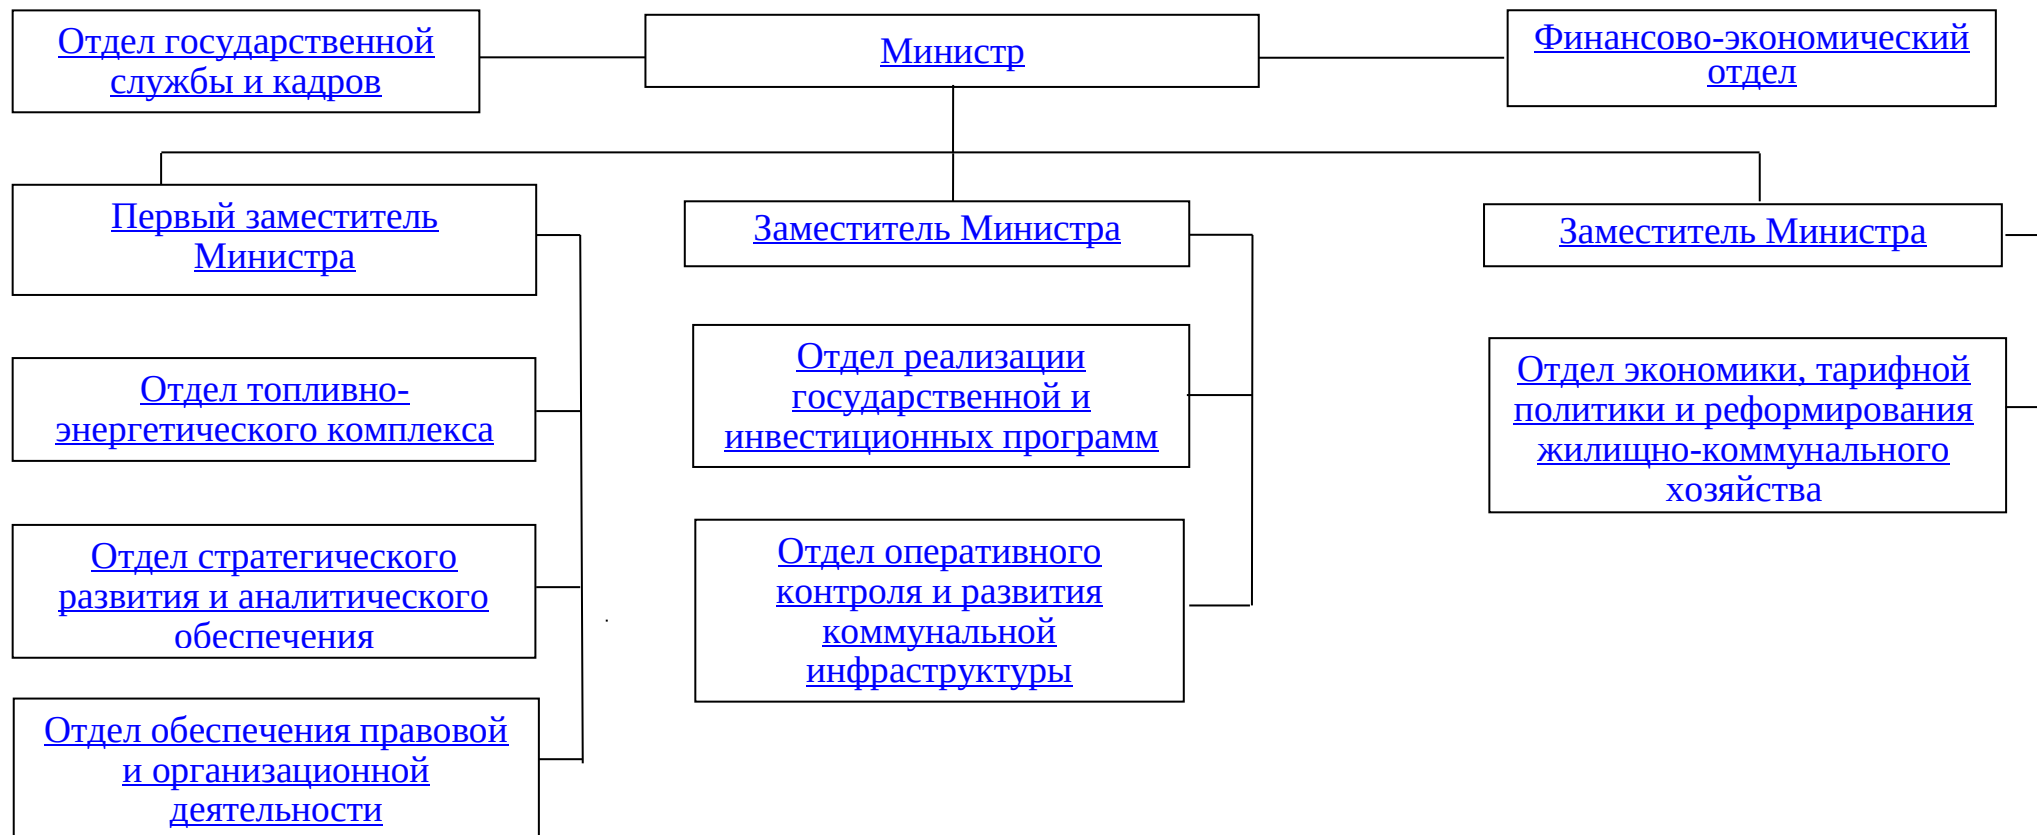 Отдел государственной
службы и кадров
Министр
Финансово-экономический
отдел
Первый заместитель
Министра
Заместитель Министра
Заместитель Министра
Отдел топливно-
энергетического комплекса
Отдел реализации
государственной и
инвестиционных программ
Отдел экономики, тарифной
политики и реформирования
жилищно-коммунального
хозяйства
Отдел стратегического
развития и аналитического
обеспечения
Отдел оперативного
контроля и развития
коммунальной
инфраструктуры
Отдел обеспечения правовой
и организационной
деятельности